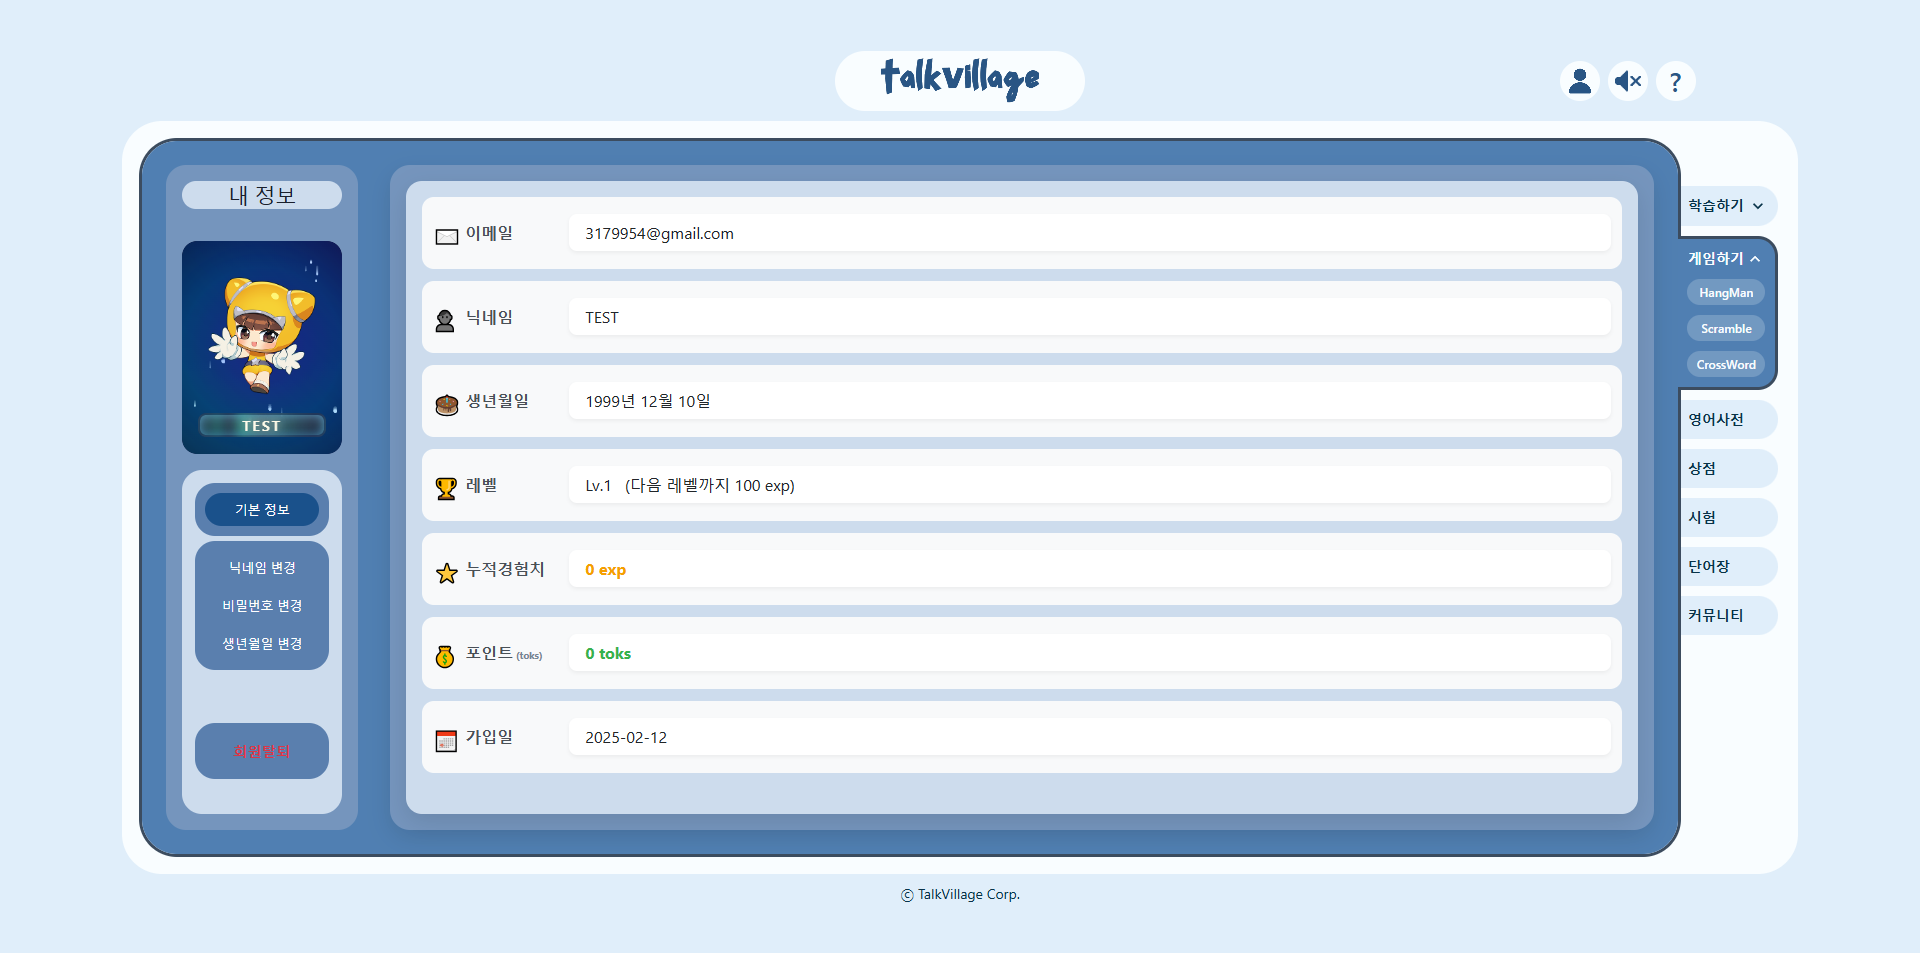 talkvillage
?
내 정보
TEST
기본 정보
닉네임 변경
비밀번호 변경
생년월일 변경
회원탈퇴
이메일
3179954@gmail.com
닉네임
TEST
생년월일
1999년 12월 10일
레벨
Lv.1 (다음 레벨까지 100 exp)
누적경험치
0 exp
포인트 (toks)
0 toks
가입일
2025-02-12
학습하기
게임하기
HangMan
Scramble
CrossWord
영어사전
상점
시험
단어장
커뮤니티
ⓒ TalkVillage Corp.